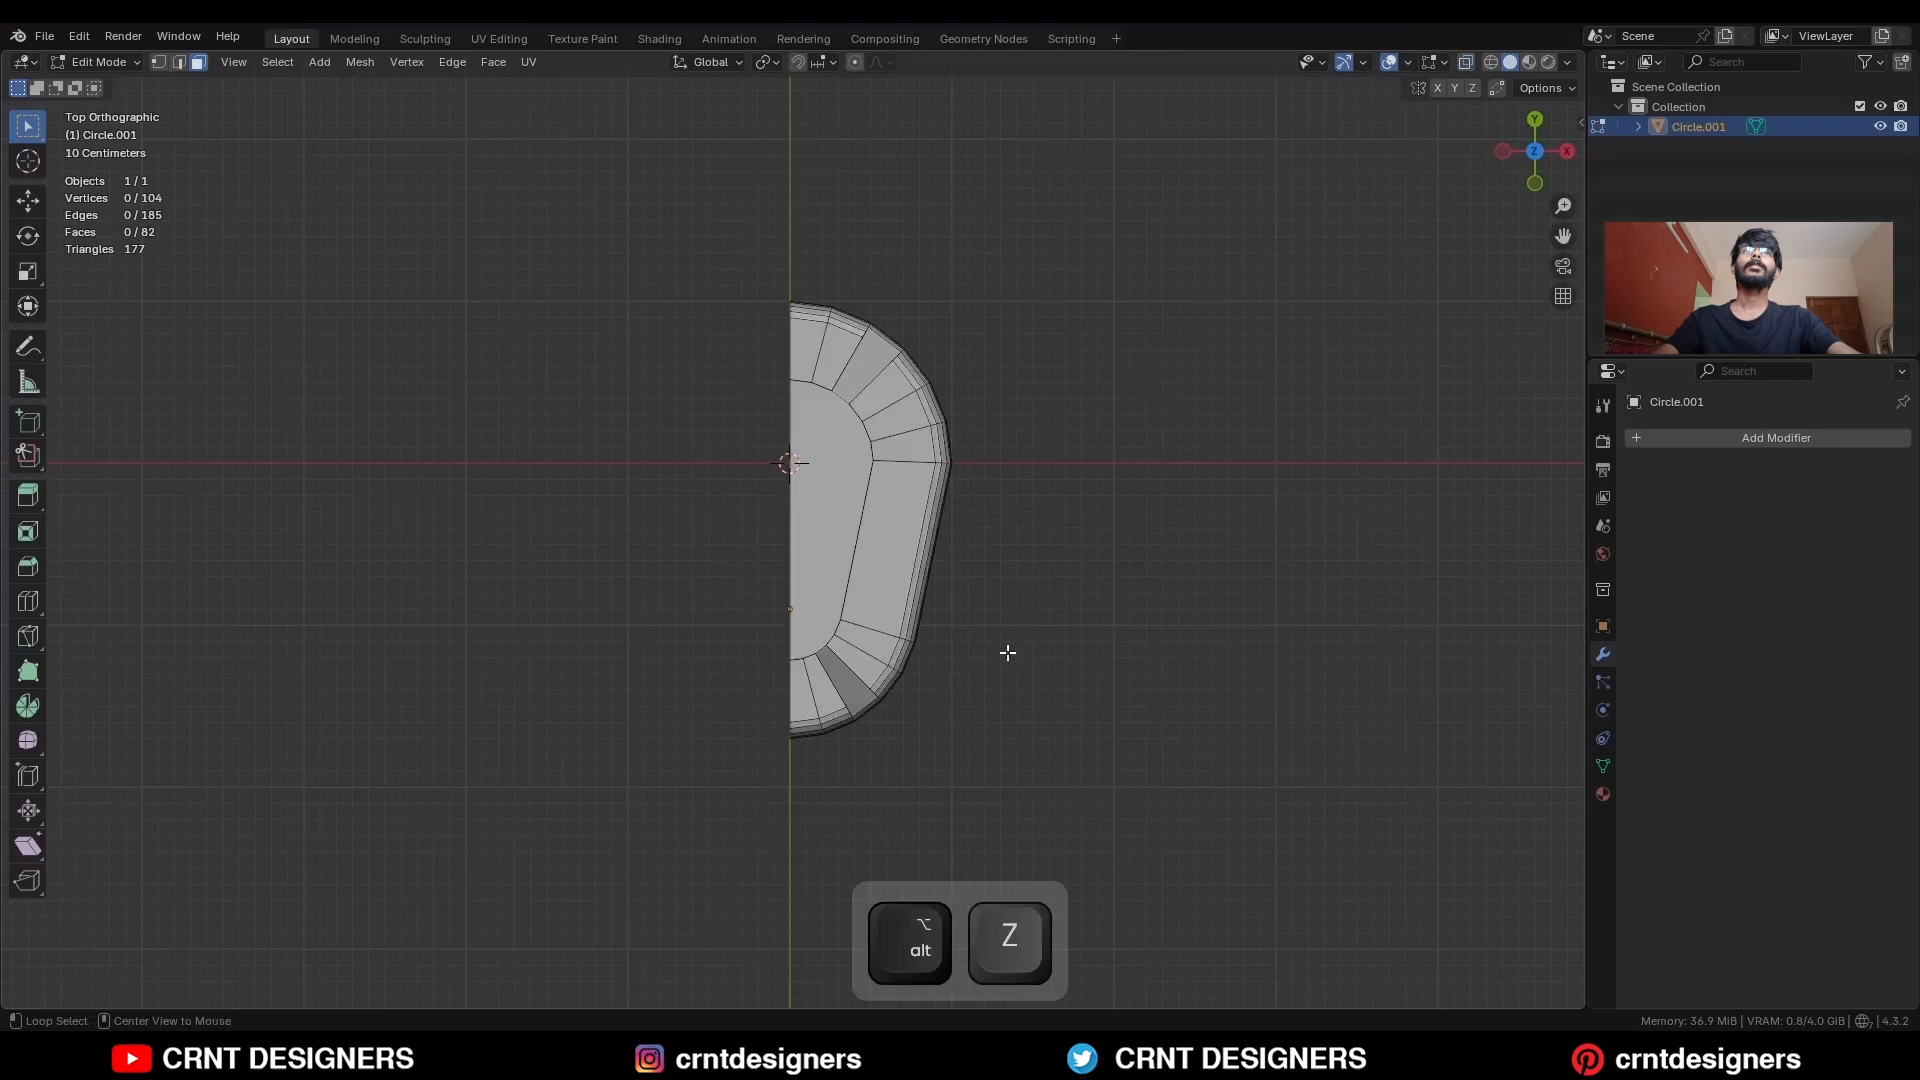 File Edit Render Window Help Layout Modeling Sculpting UV Editing Texture Paint Shading Animation Rendering Compositing Geometry Nodes Scripting + Scene ViewLayer
Edit Mode View Select Add Mesh Vertex Edge Face UV Global Search
X Y Z Options
Scene Collection
Collection
Circle.001
Top Orthographic
(1) Circle.001
10 Centimeters
Objects 1 / 1
Vertices 0 / 104
Edges 0 / 185
Faces 0 / 82
Triangles 177
Y
Z X
Search
Circle.001
+ Add Modifier
alt
Z
Loop Select Center View to Mouse Memory: 36.9 MiB | VRAM: 0.8/4.0 GiB | 7 | 4.3.2
CRNT DESIGNERS crntdesigners CRNT DESIGNERS crntdesigners